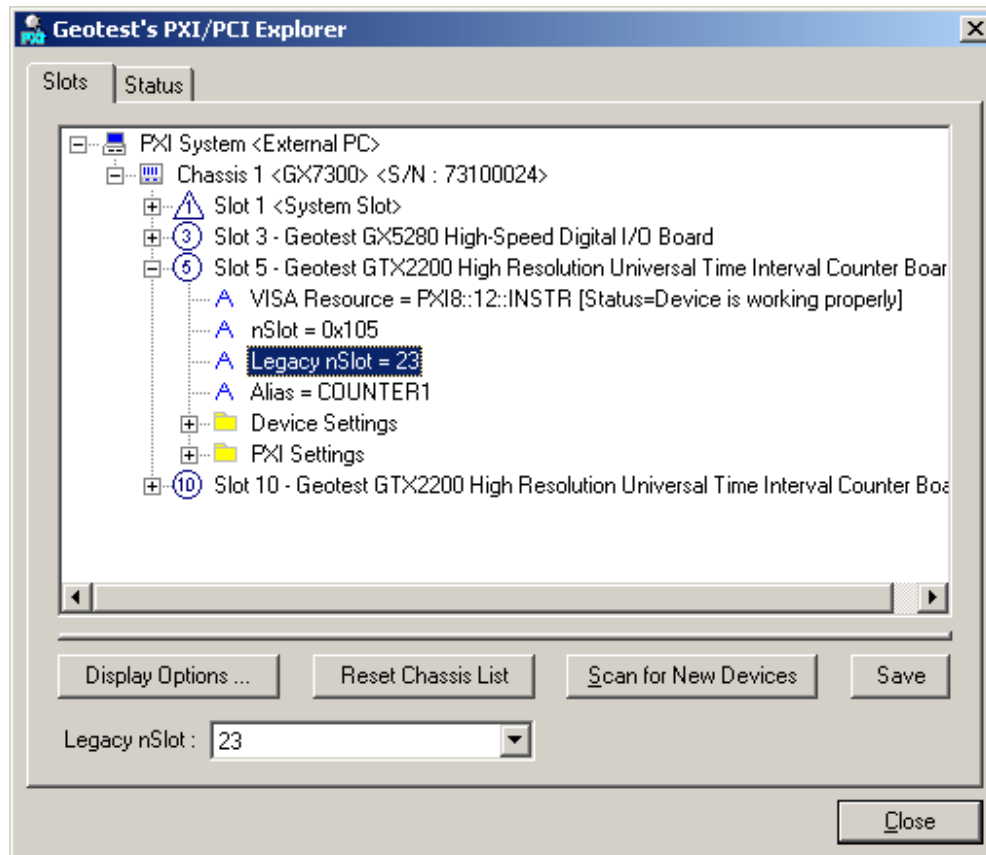 Geotest's PXI/PCI Explorer
Slots
Status
PXI System <External PC>
Chassis 1 <GX7300> <S/N : 73100024>
1 Slot 1 <System Slot>
3 Slot 3 - Geotest GX5280 High-Speed Digital I/O Board
5 Slot 5 - Geotest GTX2200 High Resolution Universal Time Interval Counter Boar
A VISA Resource = PXI8::12::INSTR [Status=Device is working properly]
A nSlot = 0x105
A Legacy nSlot = 23
A Alias = COUNTER1
Device Settings
PXI Settings
10 Slot 10 - Geotest GTX2200 High Resolution Universal Time Interval Counter Boa
Display Options ...
Reset Chassis List
Scan for New Devices
Save
Legacy nSlot : 23
Close